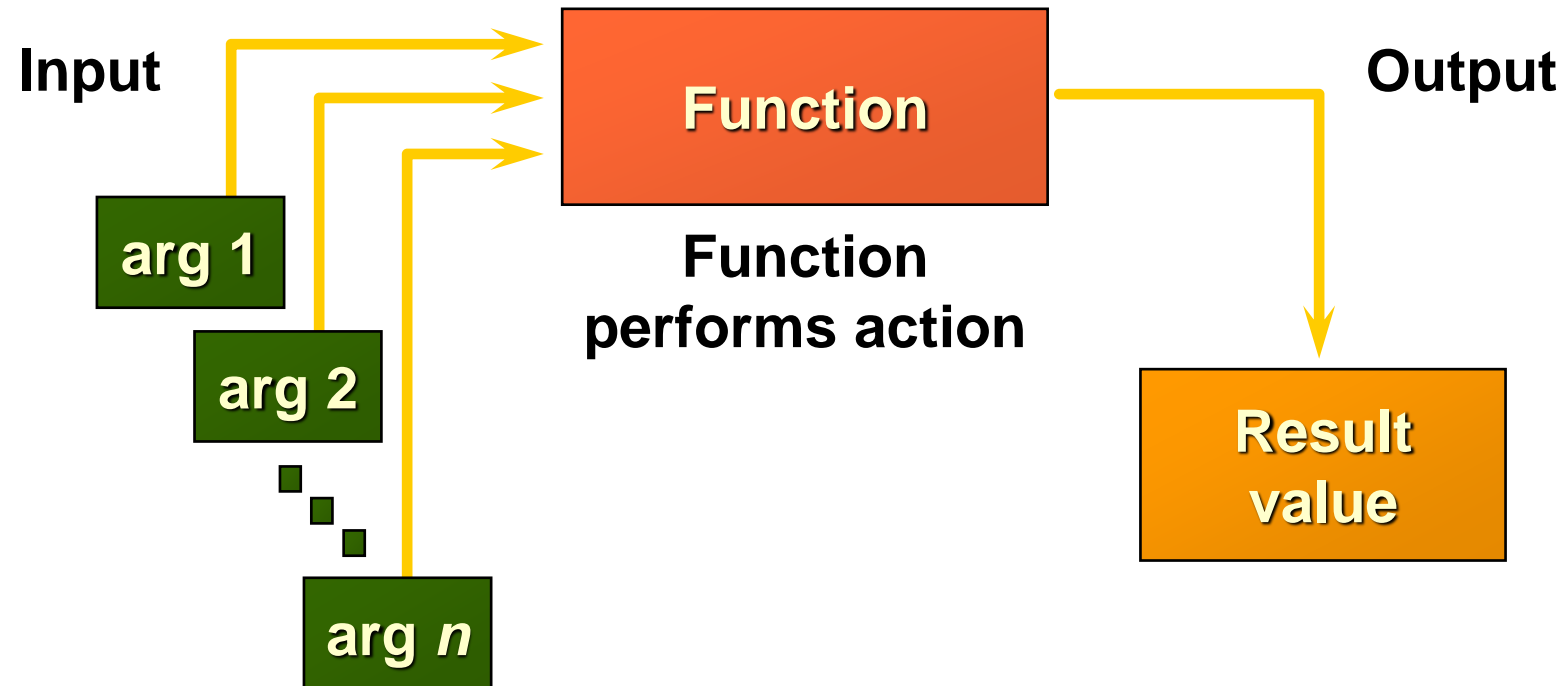 Input
Function
Output
arg 1
Function
performs action
arg 2
Result
value
arg n